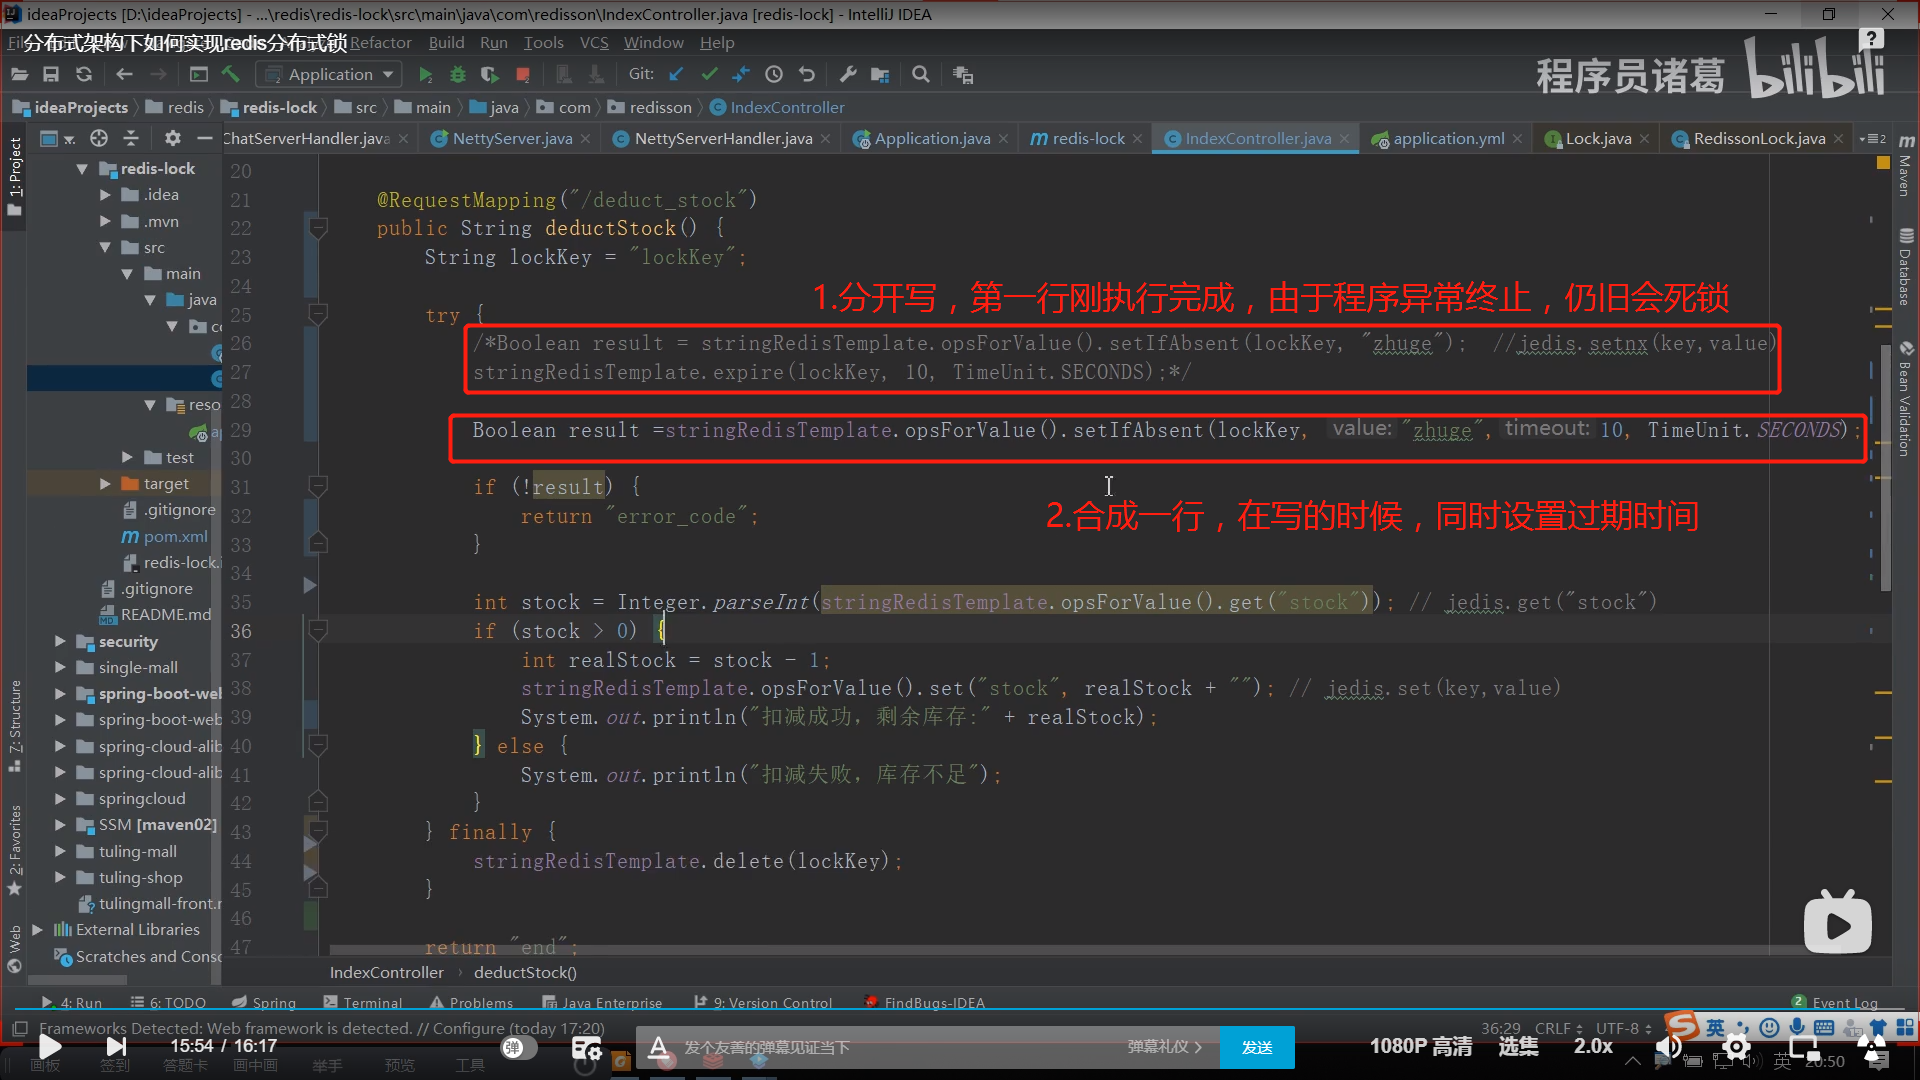 ideaProjects [D:\ideaProjects] - ...\redis\redis-lock\src\main\java\com\redisson\IndexController.java [redis-lock] - IntelliJ IDEA
分布式架构下如何实现redis分布式锁
Refactor Build Run Tools VCS Window Help
Application Git:
程序员诸葛 bilibili
ideaProjects redis redis-lock src main java com redisson IndexController
ChatServerHandler.java NettyServer.java NettyServerHandler.java Application.java redis-lock IndexController.java application.yml Lock.java RedissonLock.java
1: Project
7: Structure
2: Favorites
Web
Maven
Database
Bean Validation
redis-lock
.idea
.mvn
src
main
java
co
reso
ap
test
target
.gitignore
pom.xml
redis-lock.i
.gitignore
README.md
security
single-mall
spring-boot-web
spring-boot-web
spring-cloud-alib
spring-cloud-alib
springcloud
SSM [maven02]
tuling-mall
tuling-shop
tulingmall-front.r
External Libraries
Scratches and Conso
20
21 @RequestMapping("/deduct_stock")
22 public String deductStock() {
23 String lockKey = "lockKey";
24
1.分开写，第一行刚执行完成，由于程序异常终止，仍旧会死锁
25 try {
26 /*Boolean result = stringRedisTemplate.opsForValue().setIfAbsent(lockKey, "zhuge"); //jedis.setnx(key,value)
27 stringRedisTemplate.expire(lockKey, 10, TimeUnit.SECONDS);*/
28
29 Boolean result =stringRedisTemplate.opsForValue().setIfAbsent(lockKey, value: "zhuge", timeout: 10, TimeUnit.SECONDS);
30
31 if (!result) {
32 return "error_code";
2.合成一行，在写的时候，同时设置过期时间
33 }
34
35 int stock = Integer.parseInt(stringRedisTemplate.opsForValue().get("stock")); // jedis.get("stock")
36 if (stock > 0) {
37 int realStock = stock - 1;
38 stringRedisTemplate.opsForValue().set("stock", realStock + ""); // jedis.set(key,value)
39 System.out.println("扣减成功，剩余库存:" + realStock);
40 } else {
41 System.out.println("扣减失败，库存不足");
42 }
43 } finally {
44 stringRedisTemplate.delete(lockKey);
45 }
46
47 return "end";
IndexController deductStock()
4: Run 6: TODO Spring Terminal Problems Java Enterprise 9: Version Control FindBugs-IDEA 2 Event Log
Frameworks Detected: Web framework is detected. // Configure (today 17:20) 36:29 CRLF UTF-8 英
15:54 / 16:17 弹 发个友善的弹幕见证当下 弹幕礼仪 发送 1080P 高清 选集 2.0x
画板 签到 答题卡 画中画 举手 预览 工具 英 20:50